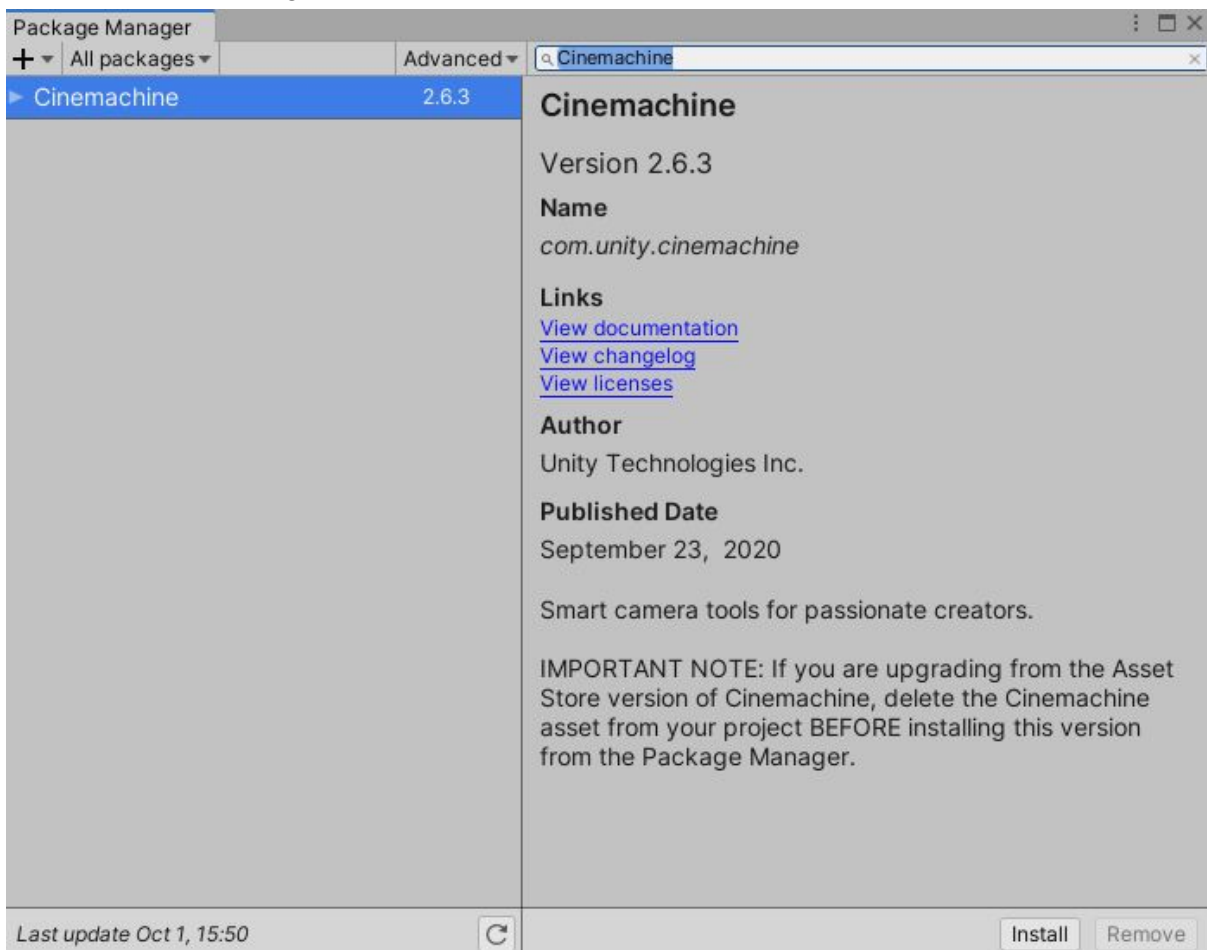 Package Manager
All packages Advanced Cinemachine
Cinemachine 2.6.3
Cinemachine
Version 2.6.3
Name
com.unity.cinemachine
Links
View documentation
View changelog
View licenses
Author
Unity Technologies Inc.
Published Date
September 23, 2020
Smart camera tools for passionate creators.
IMPORTANT NOTE: If you are upgrading from the Asset
Store version of Cinemachine, delete the Cinemachine
asset from your project BEFORE installing this version
from the Package Manager.
Last update Oct 1, 15:50
Install Remove